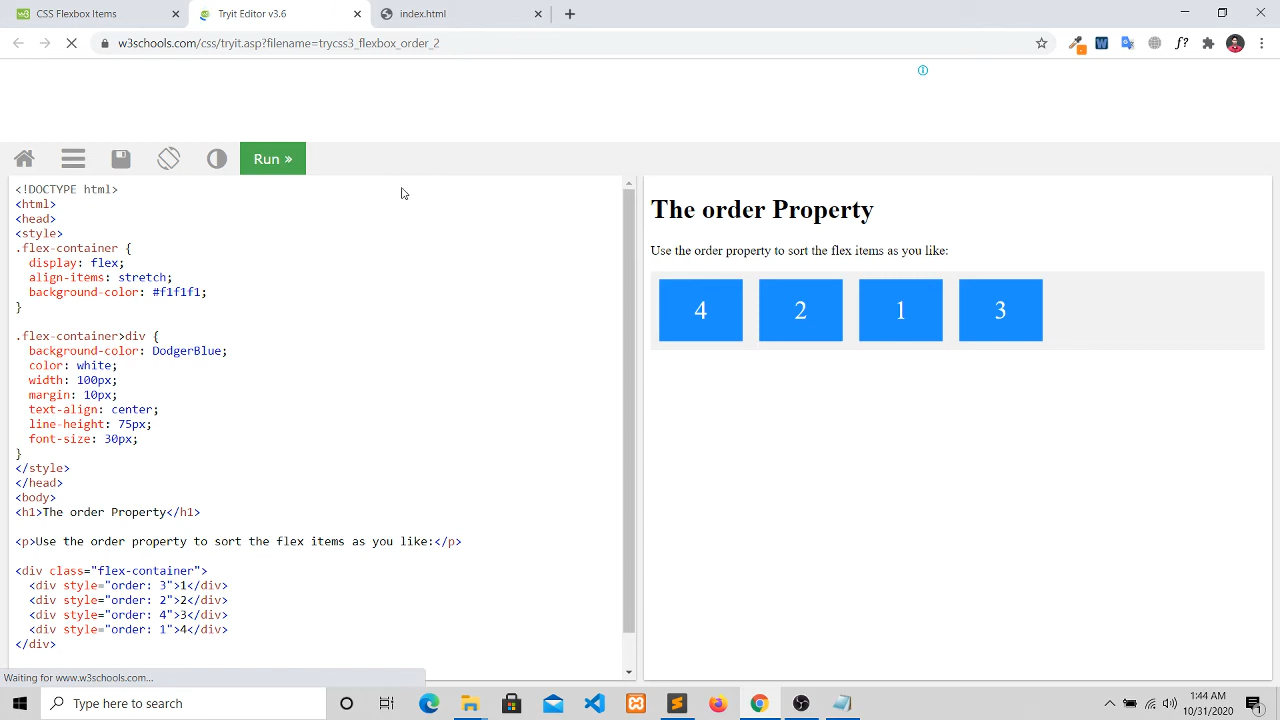 CSS Flexbox Items
Tryit Editor v3.6
index.html
w3schools.com/css/tryit.asp?filename=trycss3_flexbox_order_2
Run »
<!DOCTYPE html>
<html>
<head>
<style>
.flex-container {
display: flex;
align-items: stretch;
background-color: #f1f1f1;
}
.flex-container>div {
background-color: DodgerBlue;
color: white;
width: 100px;
margin: 10px;
text-align: center;
line-height: 75px;
font-size: 30px;
}
</style>
</head>
<body>
<h1>The order Property</h1>
<p>Use the order property to sort the flex items as you like:</p>
<div class="flex-container">
<div style="order: 3">1</div>
<div style="order: 2">2</div>
<div style="order: 4">3</div>
<div style="order: 1">4</div>
</div>
The order Property
Use the order property to sort the flex items as you like:
4 2 1 3
Waiting for www.w3schools.com...
Type here to search
1:44 AM
10/31/2020